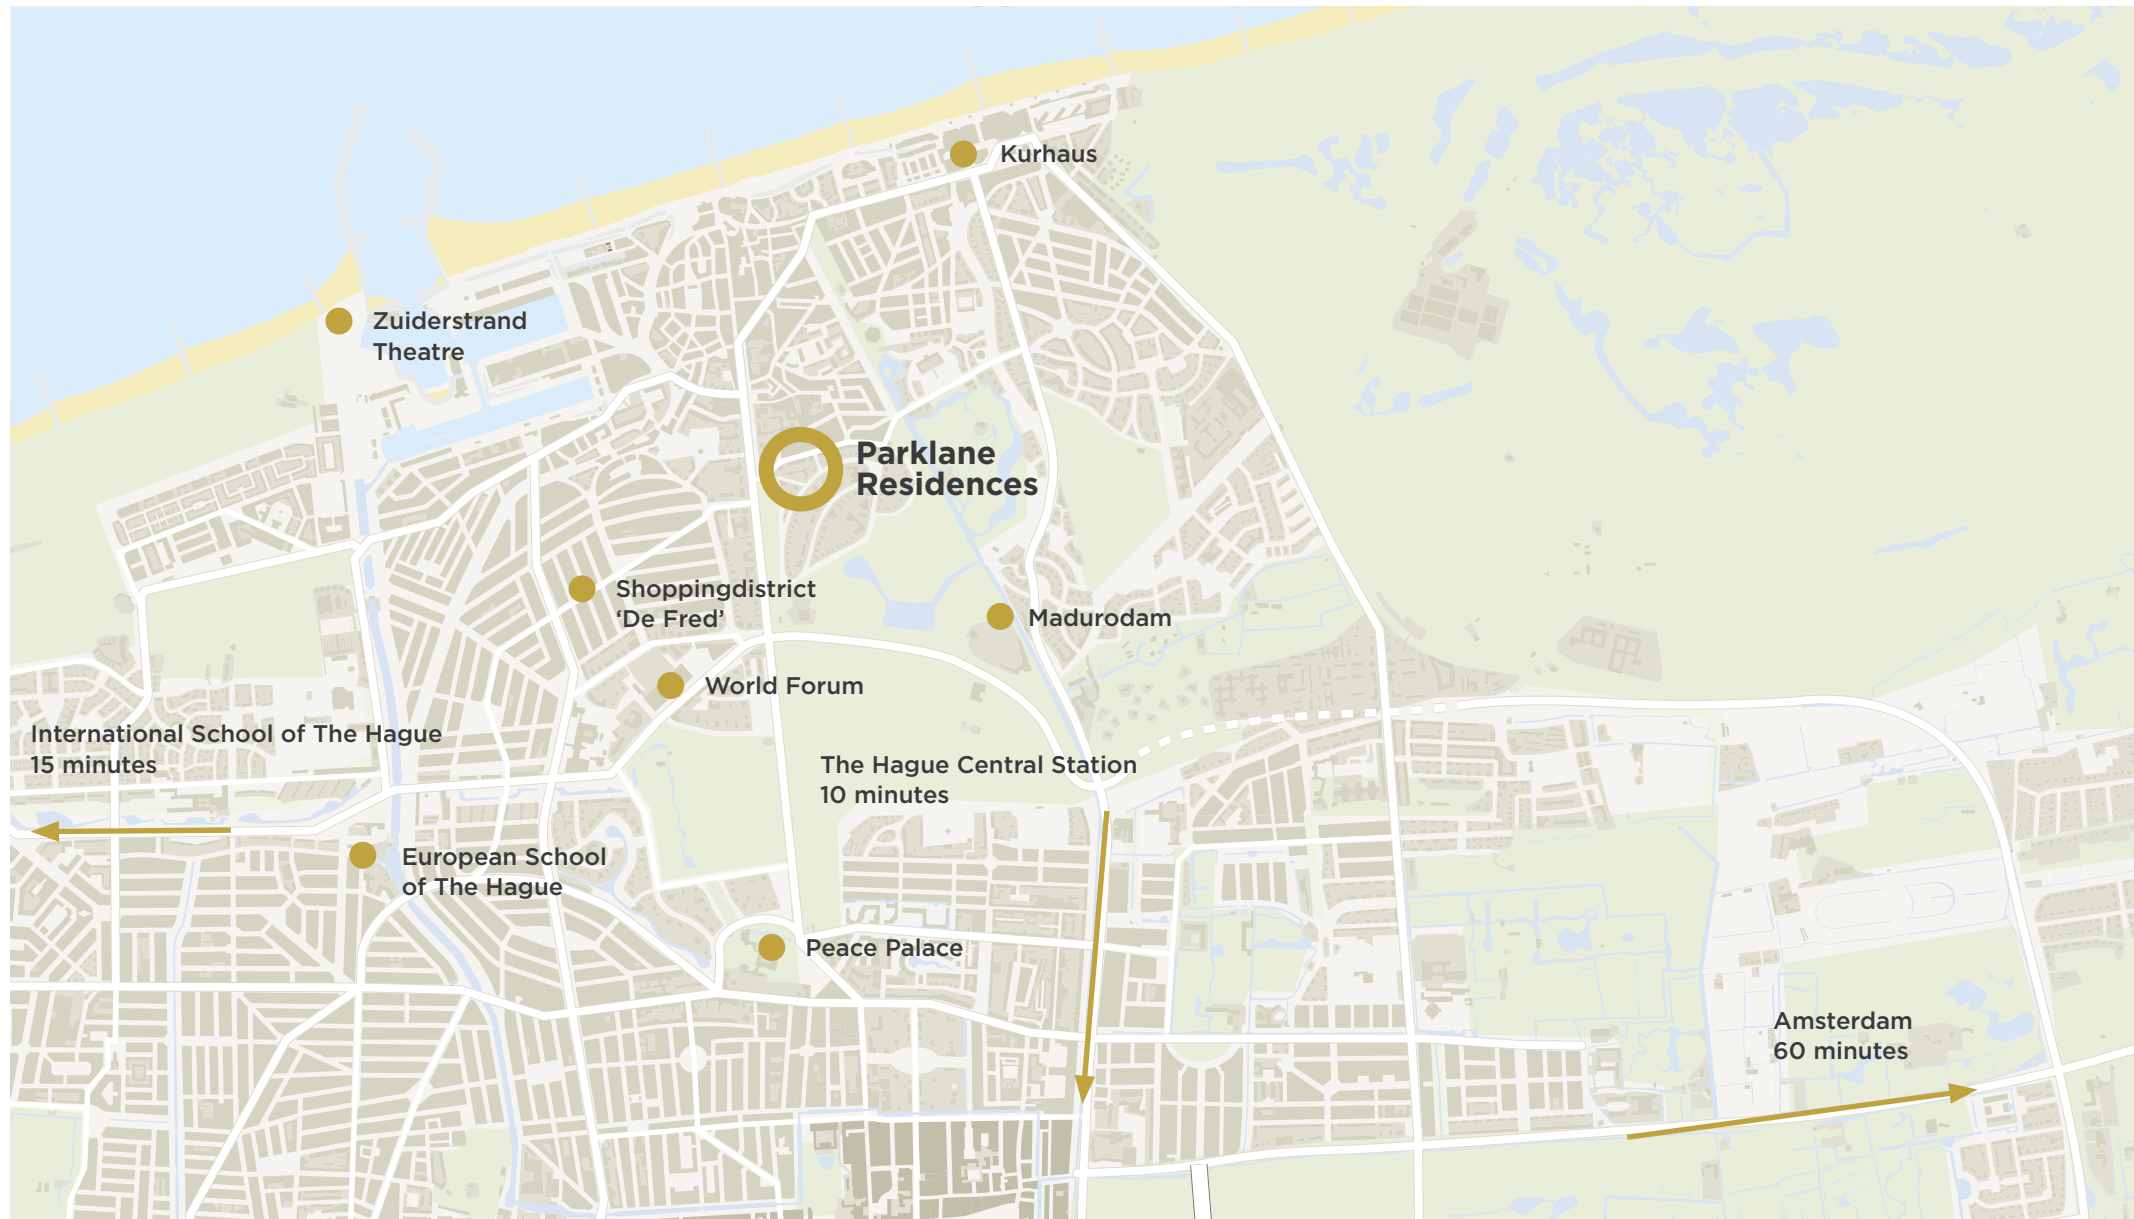 Kurhaus
Zuiderstrand
Theatre
Parklane
Residences
Shoppingdistrict
‘De Fred’
Madurodam
World Forum
International School of The Hague
15 minutes
The Hague Central Station
10 minutes
European School
of The Hague
Peace Palace
Amsterdam
60 minutes